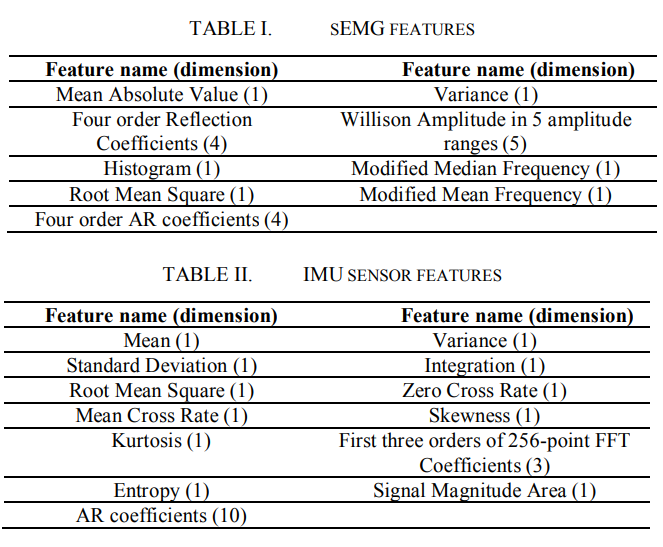 TABLE I. SEMG FEATURES
Feature name (dimension) Feature name (dimension)
Mean Absolute Value (1) Variance (1)
Four order Reflection Willison Amplitude in 5 amplitude
Coefficients (4) ranges (5)
Histogram (1) Modified Median Frequency (1)
Root Mean Square (1) Modified Mean Frequency (1)
Four order AR coefficients (4)
TABLE II. IMU SENSOR FEATURES
Feature name (dimension) Feature name (dimension)
Mean (1) Variance (1)
Standard Deviation (1) Integration (1)
Root Mean Square (1) Zero Cross Rate (1)
Mean Cross Rate (1) Skewness (1)
Kurtosis (1) First three orders of 256-point FFT
Coefficients (3)
Entropy (1) Signal Magnitude Area (1)
AR coefficients (10)